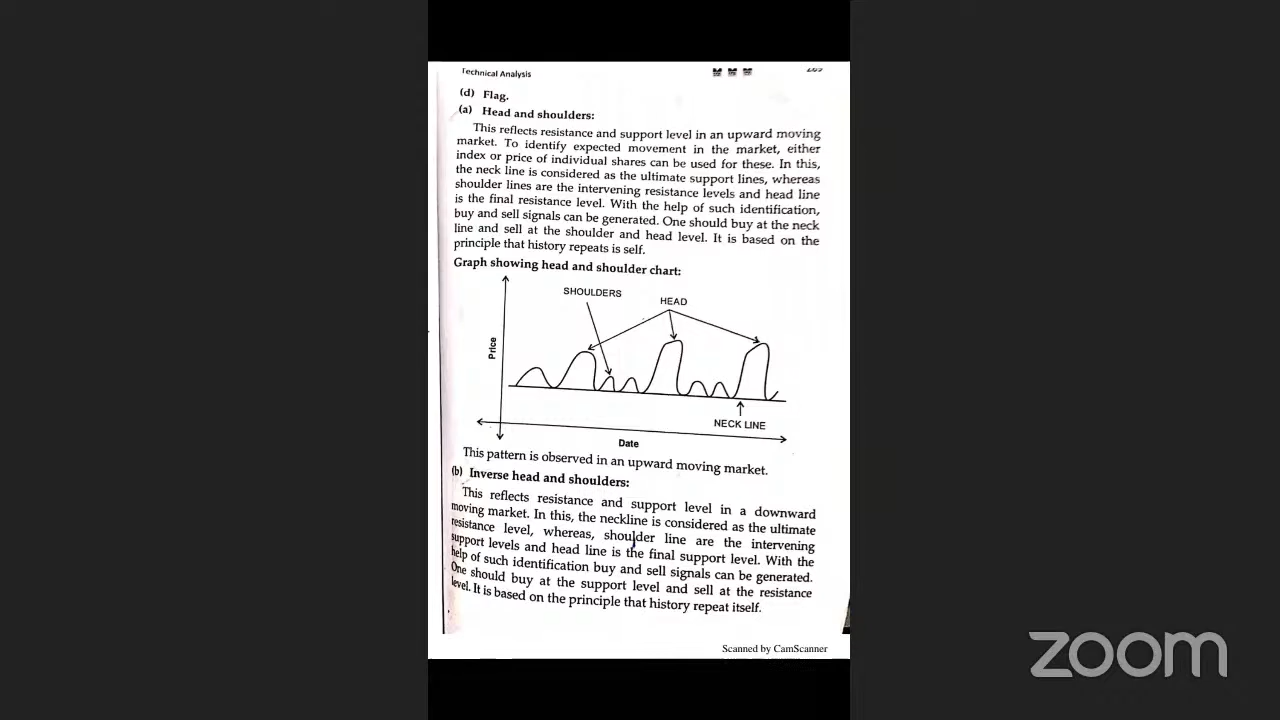 Technical Analysis
(d) Flag.
(a) Head and shoulders:
This reflects resistance and support level in an upward moving
market. To identify expected movement in the market, either
index or price of individual shares can be used for these. In this,
the neck line is considered as the ultimate support lines, whereas
shoulder lines are the intervening resistance levels and head line
is the final resistance level. With the help of such identification,
buy and sell signals can be generated. One should buy at the neck
line and sell at the shoulder and head level. It is based on the
principle that history repeats is self.
Graph showing head and shoulder chart:
SHOULDERS
HEAD
Price
NECK LINE
Date
This pattern is observed in an upward moving market.
(b) Inverse head and shoulders:
This reflects resistance and support level in a downward
moving market. In this, the neckline is considered as the ultimate
resistance level, whereas, shoulder line are the intervening
support levels and head line is the final support level. With the
help of such identification buy and sell signals can be generated.
One should buy at the support level and sell at the resistance
level. It is based on the principle that history repeat itself.
Scanned by CamScanner
zoom